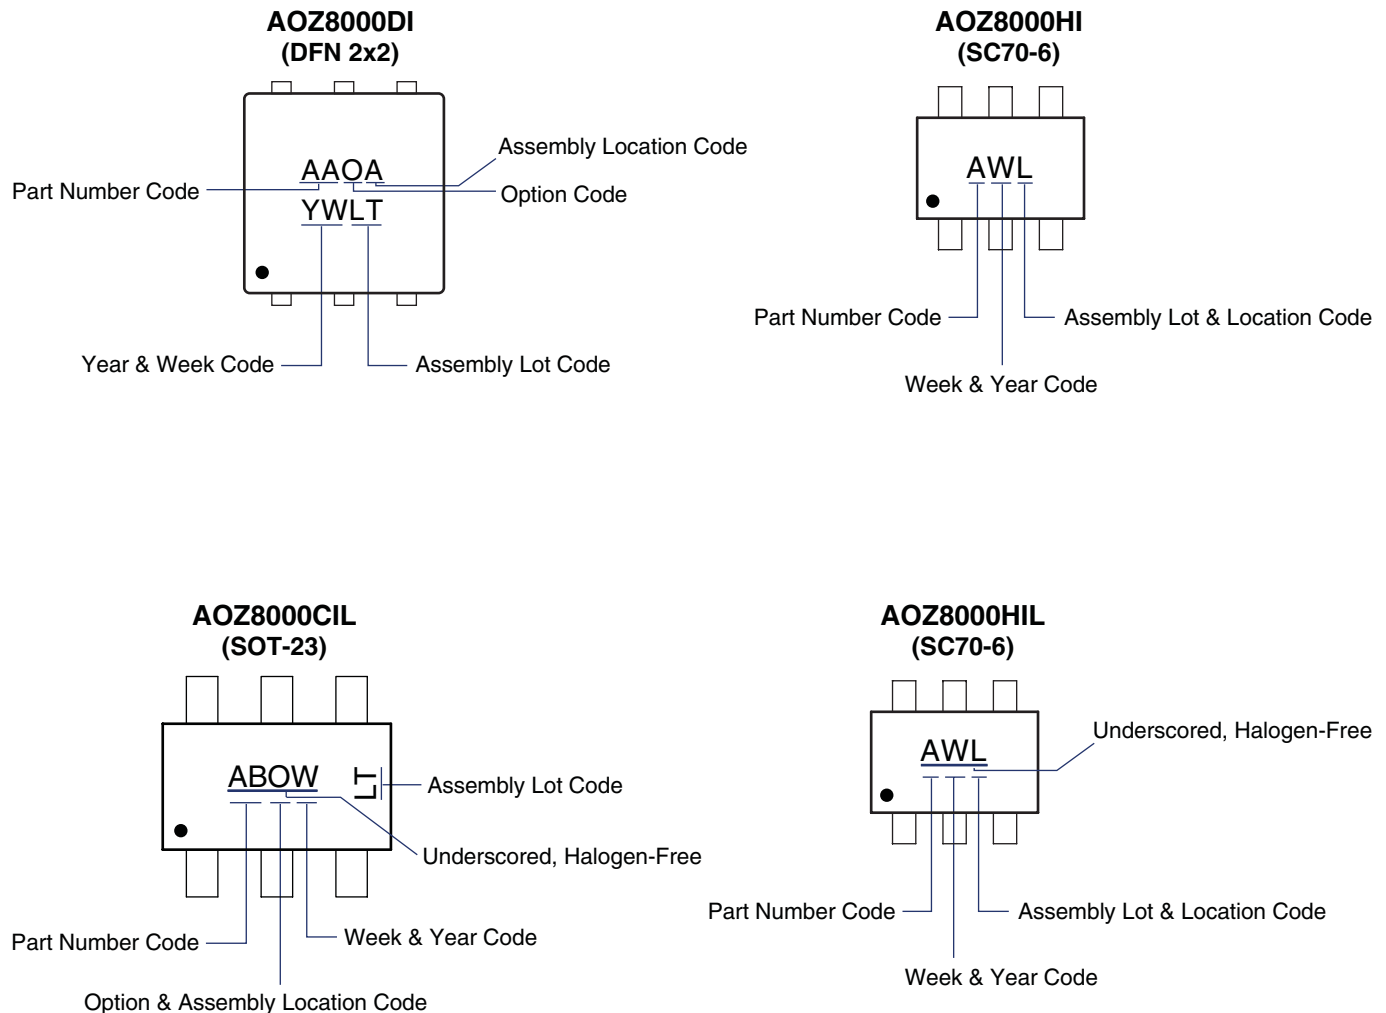 AOZ8000DI
(DFN 2x2)
AAOA
YWLT
Part Number Code
Assembly Location Code
Option Code
Year & Week Code
Assembly Lot Code
AOZ8000HI
(SC70-6)
AWL
Part Number Code
Assembly Lot & Location Code
Week & Year Code
AOZ8000CIL
(SOT-23)
ABOW
LT
Assembly Lot Code
Underscored, Halogen-Free
Part Number Code
Week & Year Code
Option & Assembly Location Code
AOZ8000HIL
(SC70-6)
AWL
Underscored, Halogen-Free
Part Number Code
Assembly Lot & Location Code
Week & Year Code